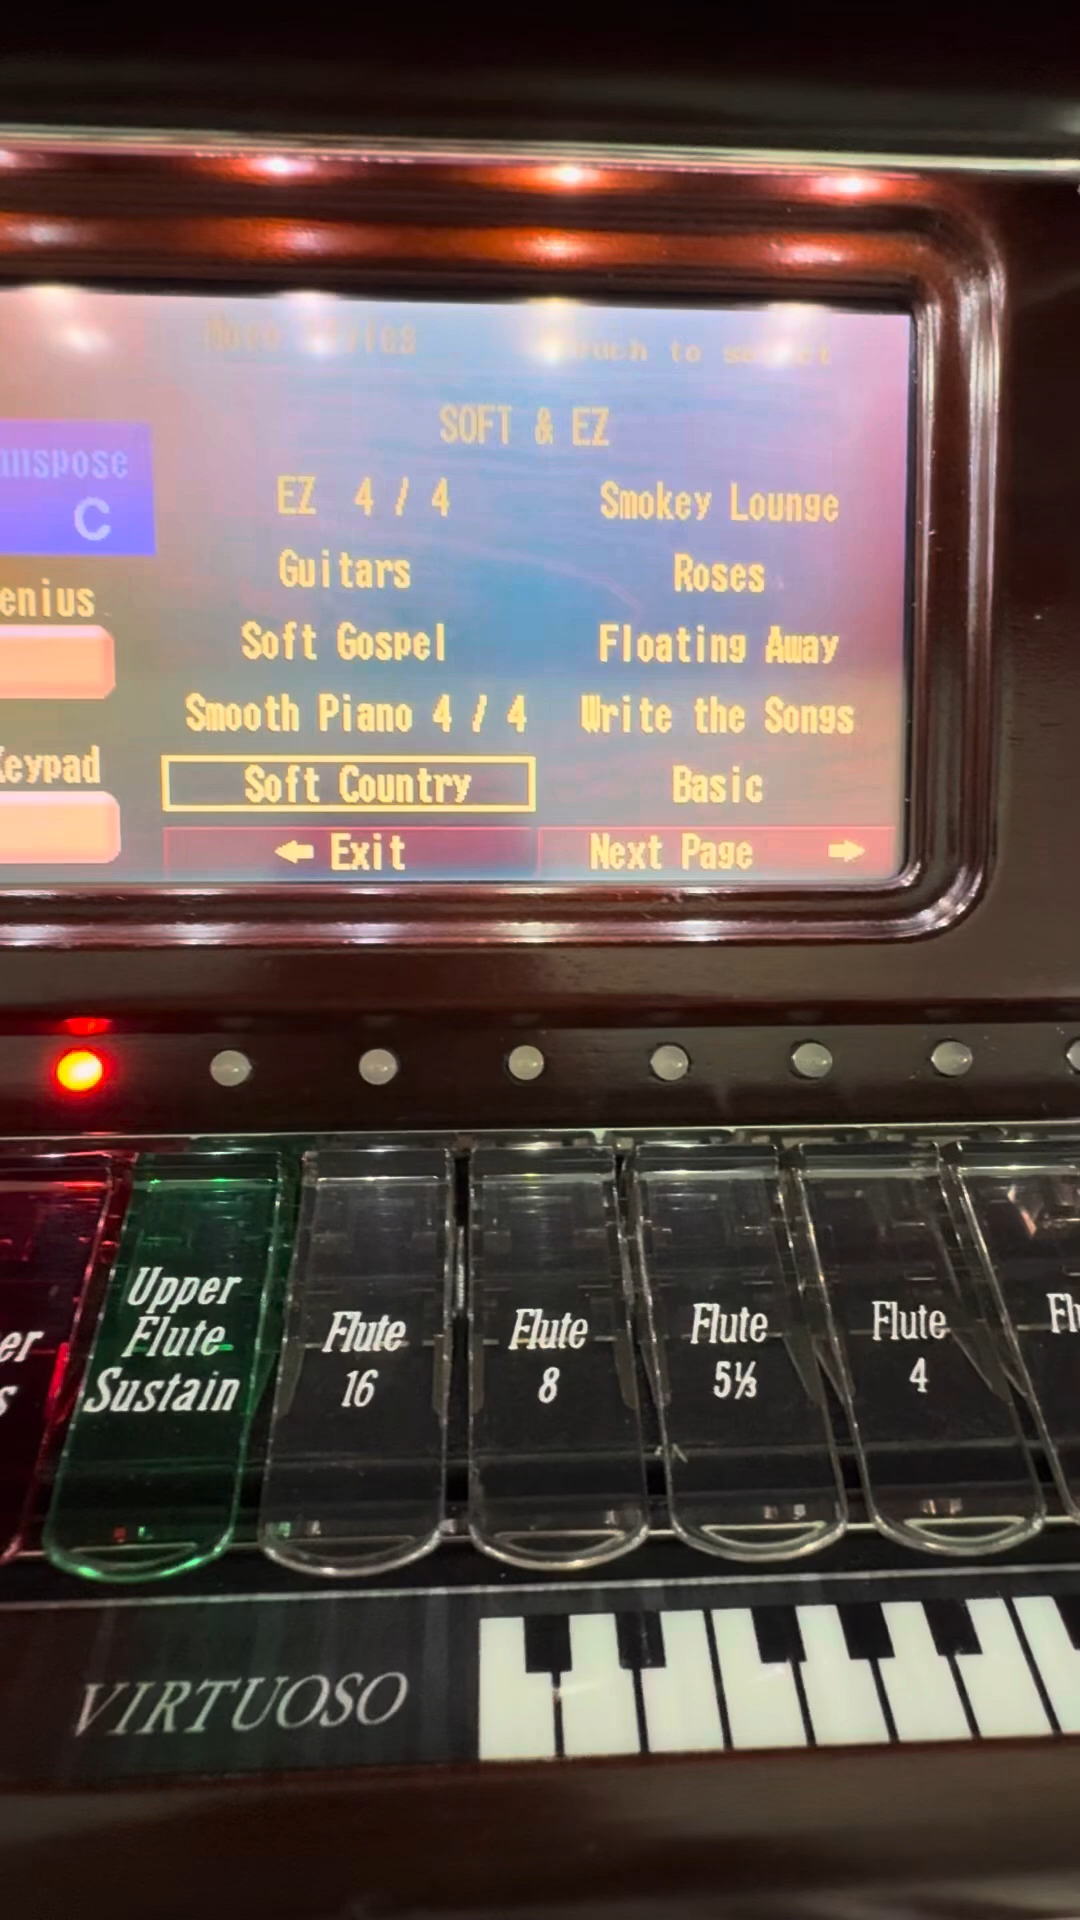 to
SOFT & EZ
C
EZ 4 / 4
Smokey Lounge
Guitars
Roses
Soft Gospel
Floating Away
Smooth Piano 4 / 4
Write the Songs
Soft Country
Basic
← Exit
Next Page →
Upper
Flute
Sustain
Flute
16
Flute
8
Flute
5⅓
Flute
4
VIRTUOSO